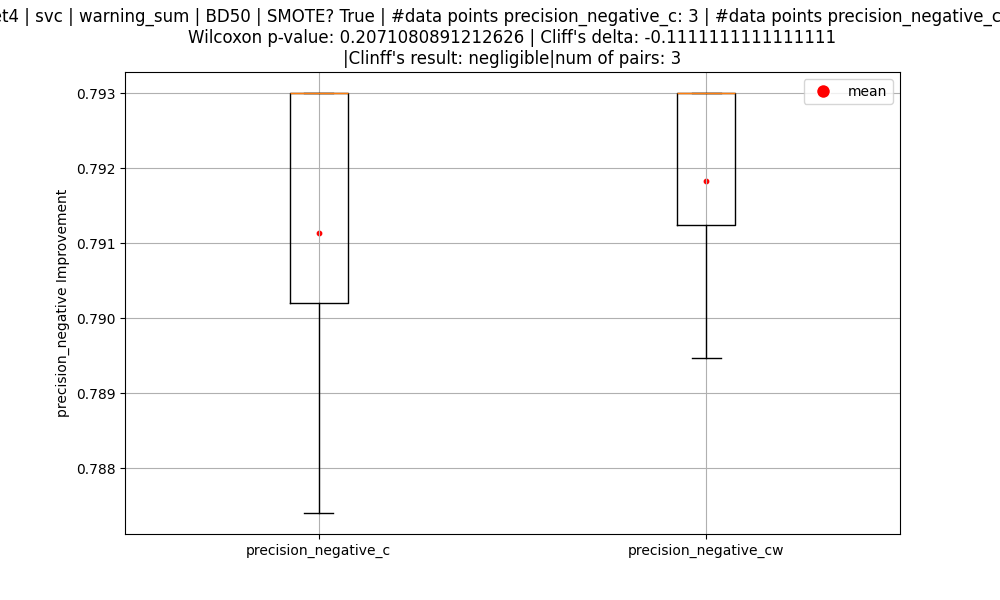 et4 | svc | warning_sum | BD50 | SMOTE? True | #data points precision_negative_c: 3 | #data points precision_negative_c
Wilcoxon p-value: 0.2071080891212626 | Cliff's delta: -0.1111111111111111
|Clinff's result: negligible|num of pairs: 3
mean
0.793
0.792
0.791
0.790
0.789
0.788
precision_negative Improvement
precision_negative_c
precision_negative_cw